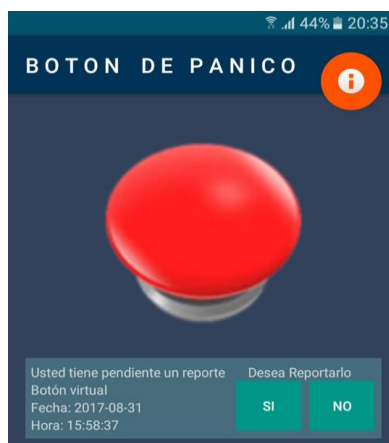 44% 20:35
BOTON DE PANICO
Usted tiene pendiente un reporte
Botón virtual
Fecha: 2017-08-31
Hora: 15:58:37
Desea Reportarlo
SI NO